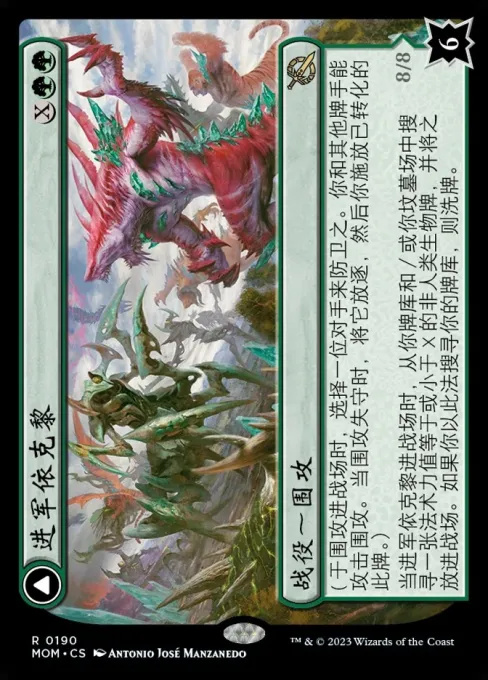 进军依克黎
X
战役～围攻
(于围攻进战场时，选择一位对手来防卫之。你和其他牌手能
攻击围攻。当围攻失守时，将它放逐，然后你施放已转化的
此牌。)
当进军依克黎进战场时，从你牌库和/或你坟墓场中搜
寻一张法术力值等于或小于X的非人类生物牌，并将之
放进战场。如果你以此法搜寻你的牌库，则洗牌。
8/8
6
R 0190
MOM • CS Antonio José Manzanedo
™ & © 2023 Wizards of the Coast